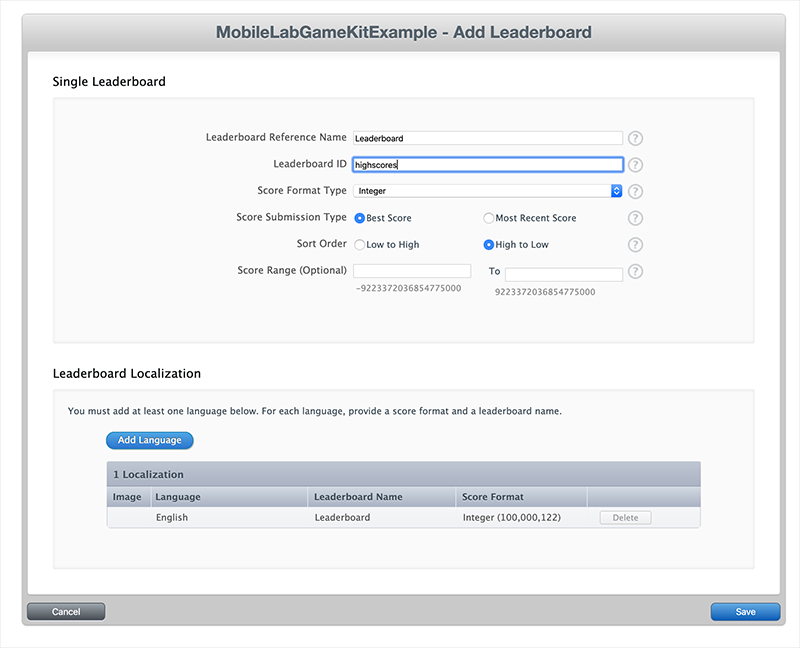 MobileLabGameKitExample - Add Leaderboard
Single Leaderboard
Leaderboard Reference Name Leaderboard ?
Leaderboard ID highscores ?
Score Format Type Integer ?
Score Submission Type Best Score Most Recent Score ?
Sort Order Low to High High to Low ?
Score Range (Optional) To ?
-9223372036854775000 9223372036854775000
Leaderboard Localization
You must add at least one language below. For each language, provide a score format and a leaderboard name.
Add Language
1 Localization
Image Language Leaderboard Name Score Format
English Leaderboard Integer (100,000,122) Delete
Cancel Save